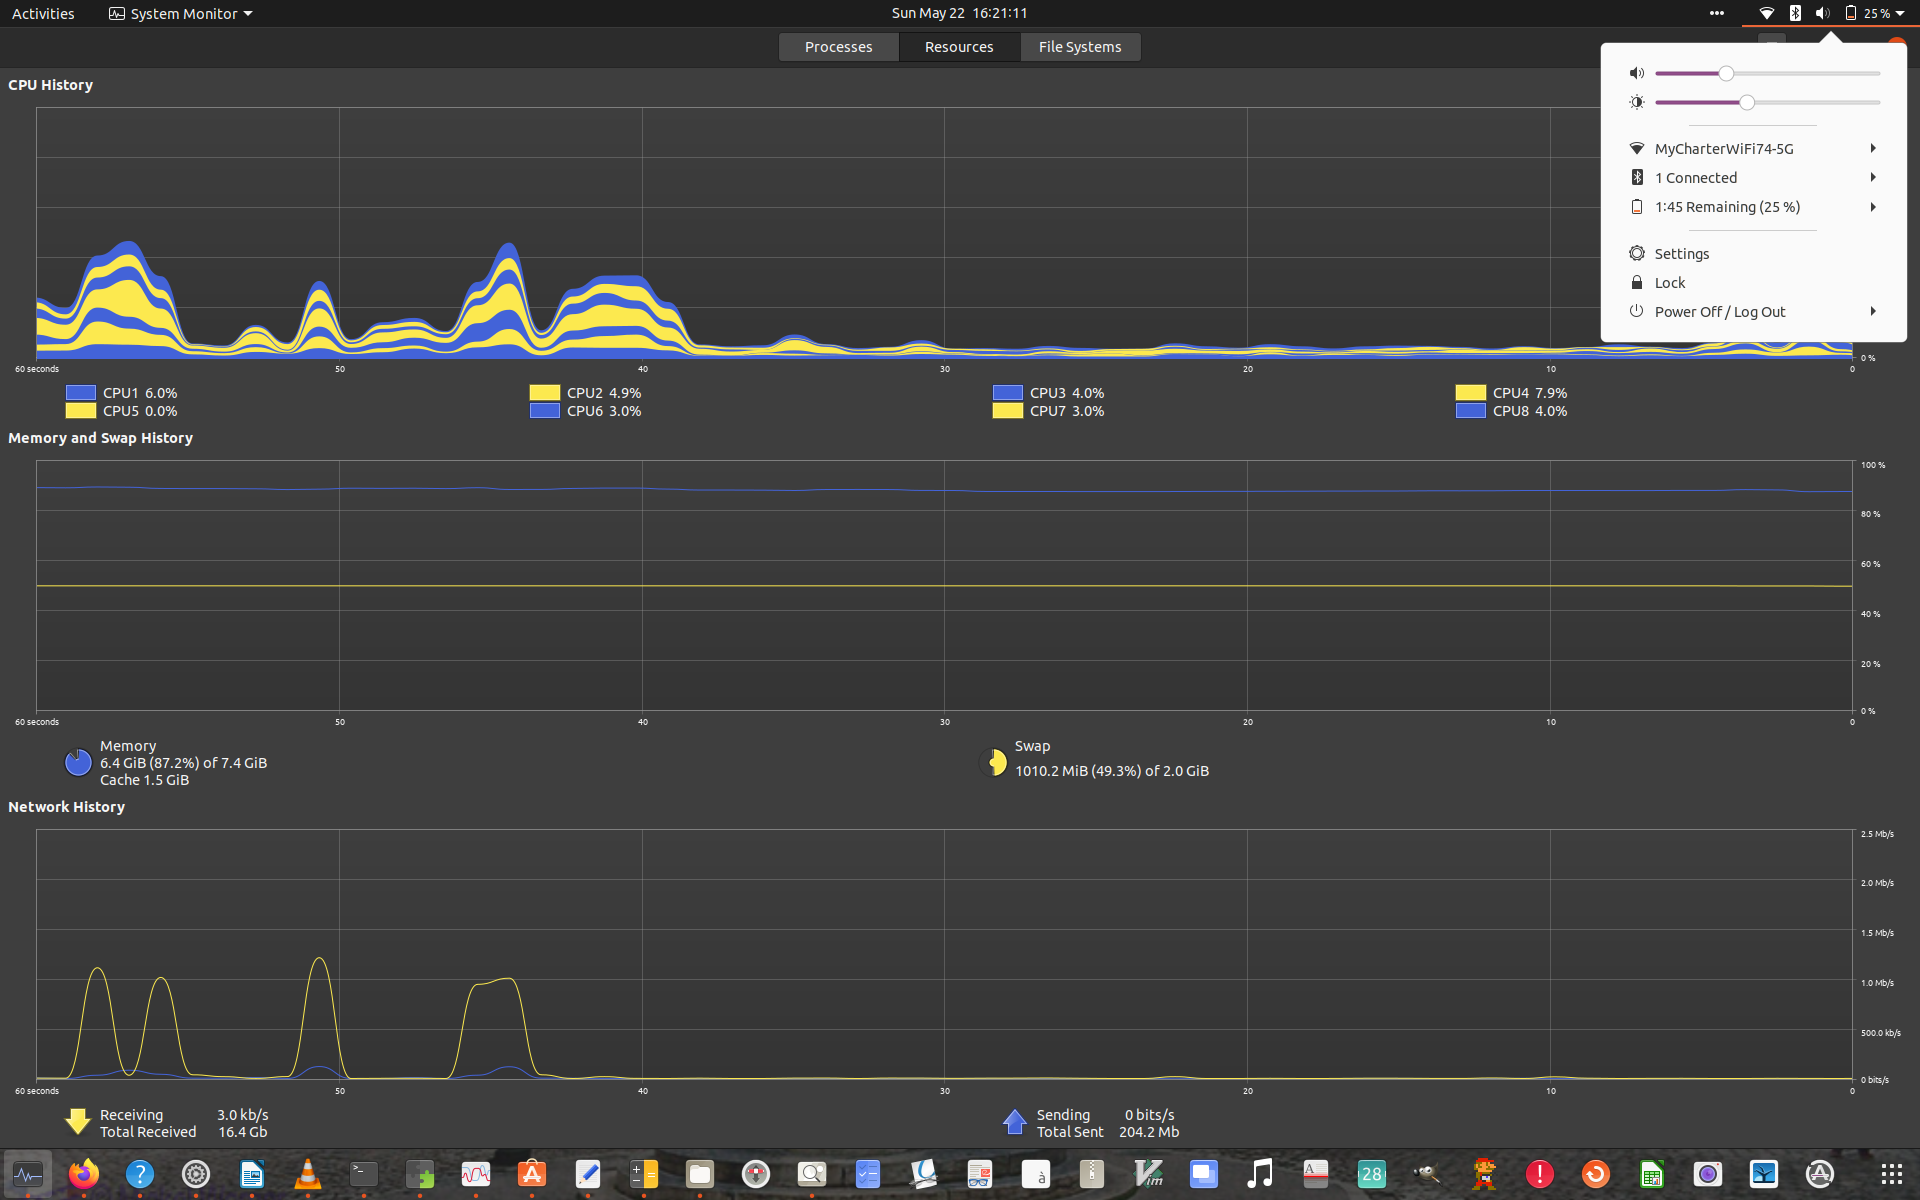 Activities
System Monitor
Sun May 22 16:21:11
25 %
Processes
Resources
File Systems
CPU History
MyCharterWiFi74-5G
1 Connected
1:45 Remaining (25 %)
Settings
Lock
Power Off / Log Out
0 %
60 seconds 50 40 30 20 10 0
CPU1 6.0% CPU2 4.9% CPU3 4.0% CPU4 7.9%
CPU5 0.0% CPU6 3.0% CPU7 3.0% CPU8 4.0%
Memory and Swap History
100 %
80 %
60 %
40 %
20 %
0 %
60 seconds 50 40 30 20 10 0
Memory
6.4 GiB (87.2%) of 7.4 GiB
Cache 1.5 GiB
Swap
1010.2 MiB (49.3%) of 2.0 GiB
Network History
2.5 Mb/s
2.0 Mb/s
1.5 Mb/s
1.0 Mb/s
500.0 kb/s
0 bits/s
60 seconds 50 40 30 20 10 0
Receiving 3.0 kb/s
Total Received 16.4 Gb
Sending 0 bits/s
Total Sent 204.2 Mb
?
>_
à
Vim
A
28
!